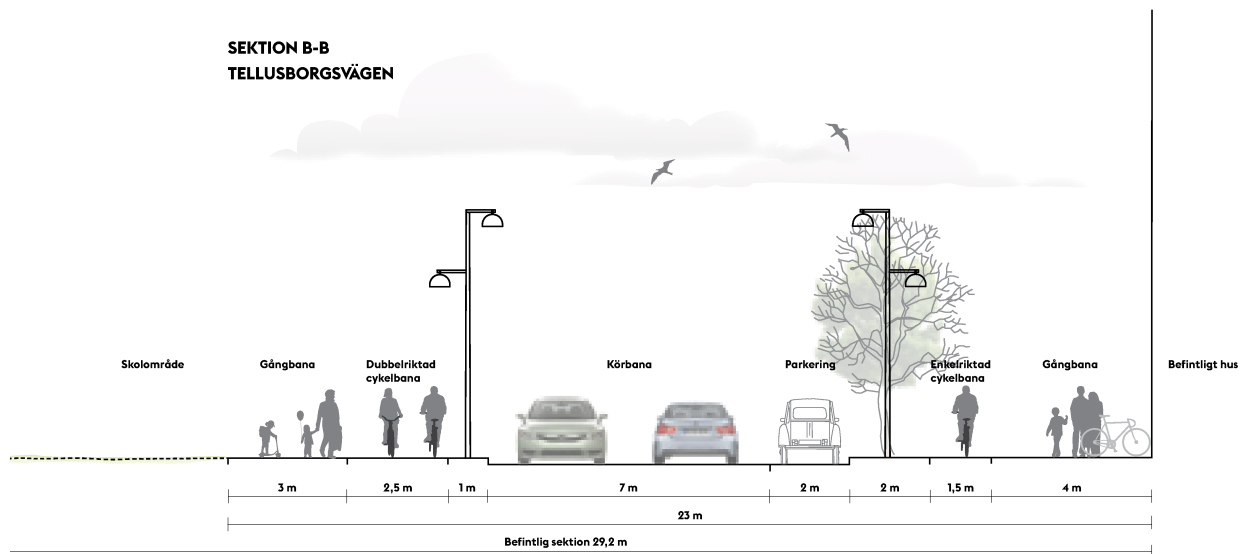 SEKTION B-B
TELLUSBORGSVÄGEN
Skolområde
Gångbana
Dubbelriktad
cykelbana
Körbana
Parkering
Enkelriktad
cykelbana
Gångbana
Befintligt hus
3 m
2,5 m
1 m
7 m
2 m
2 m
1,5 m
4 m
23 m
Befintlig sektion 29,2 m